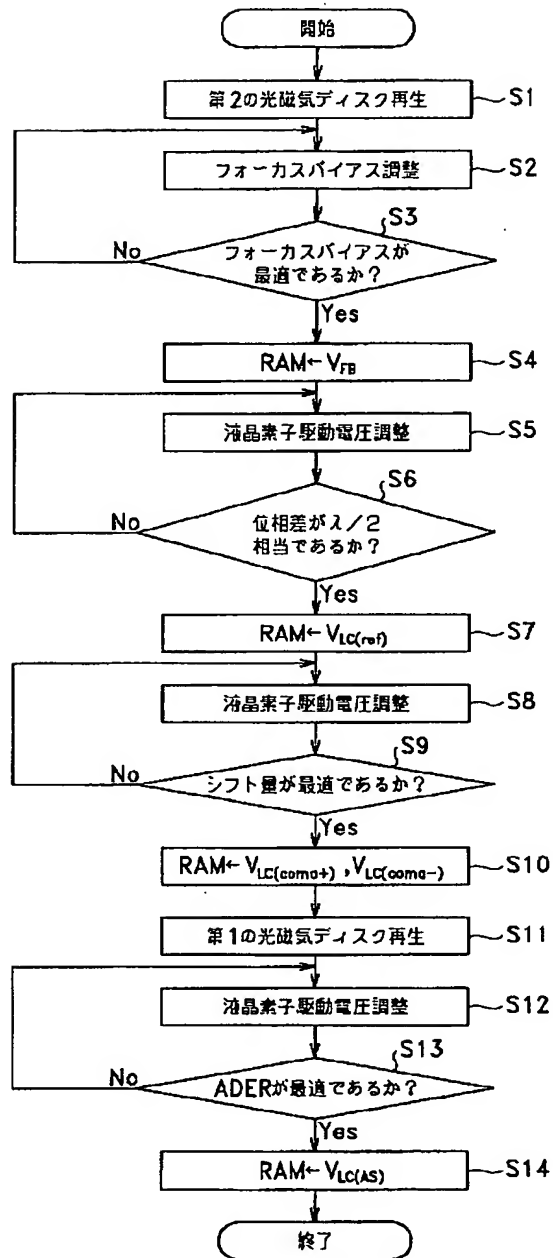 開始
第2の光磁気ディスク再生
S1
フォーカスバイアス調整
S2
S3
フォーカスバイアスが
最適であるか？
No
Yes
RAM←VFB
S4
液晶素子駆動電圧調整
S5
S6
位相差がλ／2
相当であるか？
No
Yes
RAM←VLC(ref)
S7
液晶素子駆動電圧調整
S8
S9
シフト量が最適であるか？
No
Yes
RAM←VLC(coma+) ,VLC(coma-)
S10
第1の光磁気ディスク再生
S11
液晶素子駆動電圧調整
S12
S13
ADERが最適であるか？
No
Yes
RAM←VLC(AS)
S14
終了